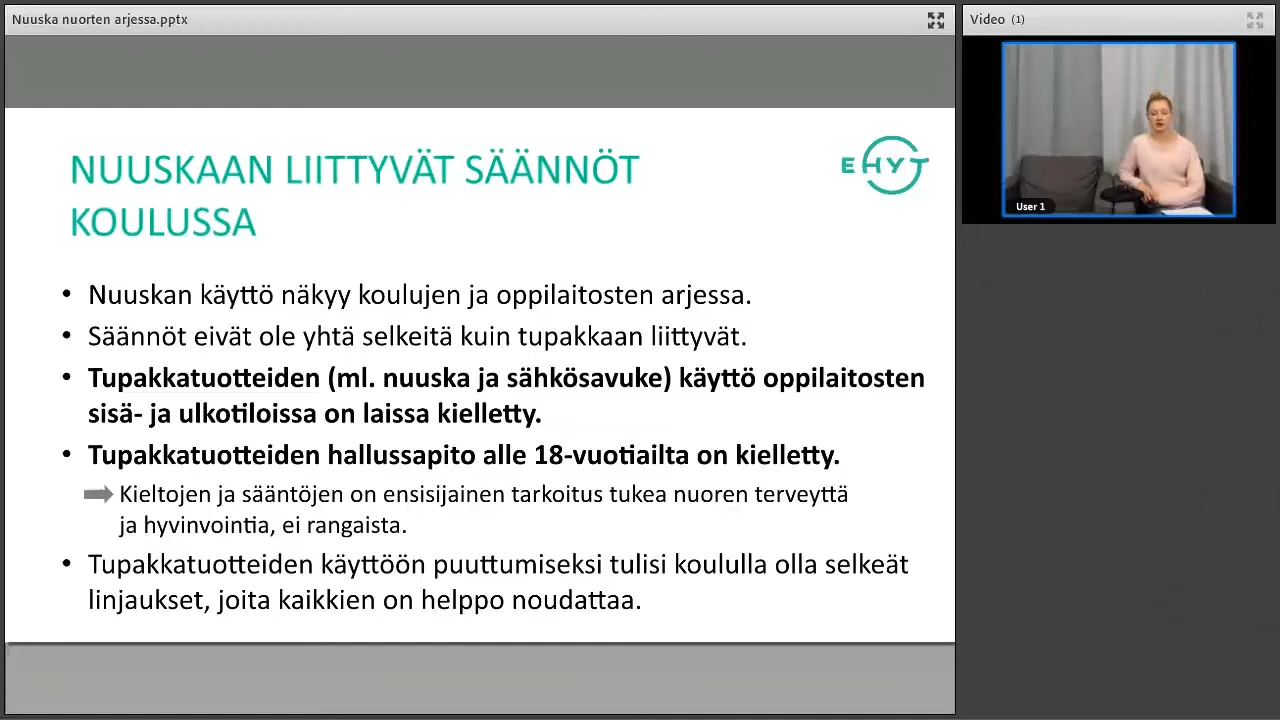 Nuuska nuorten arjessa.pptx
Video (1)
User 1
NUUSKAAN LIITTYVÄT SÄÄNNÖT
KOULUSSA
EHYT
• Nuuskan käyttö näkyy koulujen ja oppilaitosten arjessa.
• Säännöt eivät ole yhtä selkeitä kuin tupakkaan liittyvät.
• Tupakkatuotteiden (ml. nuuska ja sähkösavuke) käyttö oppilaitosten
sisä- ja ulkotiloissa on laissa kielletty.
• Tupakkatuotteiden hallussapito alle 18-vuotiailta on kielletty.
Kieltojen ja sääntöjen on ensisijainen tarkoitus tukea nuoren terveyttä
ja hyvinvointia, ei rangaista.
• Tupakkatuotteiden käyttöön puuttumiseksi tulisi koululla olla selkeät
linjaukset, joita kaikkien on helppo noudattaa.